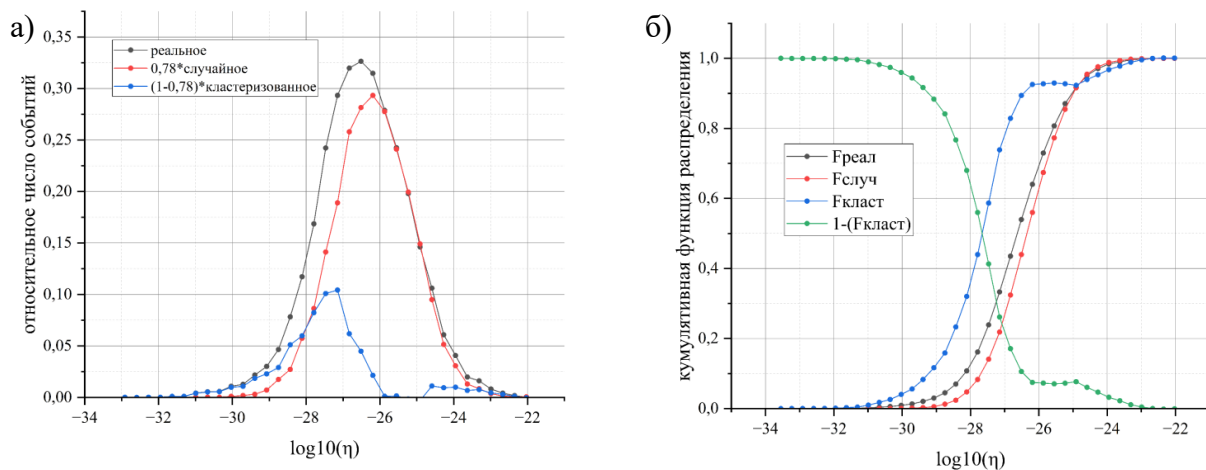 а)
0,35
0,30
0,25
0,20
0,15
0,10
0,05
0,00
относительное число событий
реальное
0,78*случайное
(1-0,78)*кластеризованное
−34 −32 −30 −28 −26 −24 −22
log10(η)
б)
1,0
0,8
0,6
0,4
0,2
0,0
кумулятивная функция распределения
Fреал
Fслуч
Fкласт
1-(Fкласт)
−34 −32 −30 −28 −26 −24 −22
log10(η)